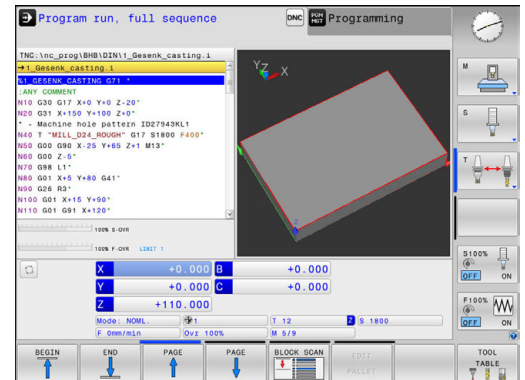 Program run, full sequence
DNC
PGM MGT
Programming
TNC:\nc_prog\BHB\DIN\1_Gesenk_casting.i
→1_Gesenk_casting.i
%1_GESENK_CASTING G71 *
;ANY COMMENT
N10 G30 G17 X+0 Y+0 Z-20*
N20 G31 X+150 Y+100 Z+0*
* - Machine hole pattern ID27943KL1
N40 T "MILL_D24_ROUGH" G17 S1800 F400*
N50 G00 G90 X-25 Y+65 Z+1 M13*
N60 G00 Z-5*
N70 G98 L1*
N80 G01 X+5 Y+80 G41*
N90 G26 R3*
N100 G01 X+15 Y+90*
N110 G01 G91 X+120*
Y Z X
Z
100% S-OVR
100% F-OVR LIMIT 1
X +0.000 B +0.000
Y +0.000 C +0.000
Z +110.000
Mode: NOML. 1 T 12 Z S 1800
F 0mm/min Ovr 100% M 5/9
M
S
T
S100%
OFF ON
F100%
OFF ON
BEGIN
END
PAGE
PAGE
BLOCK SCAN
EDIT PALLET
TOOL TABLE